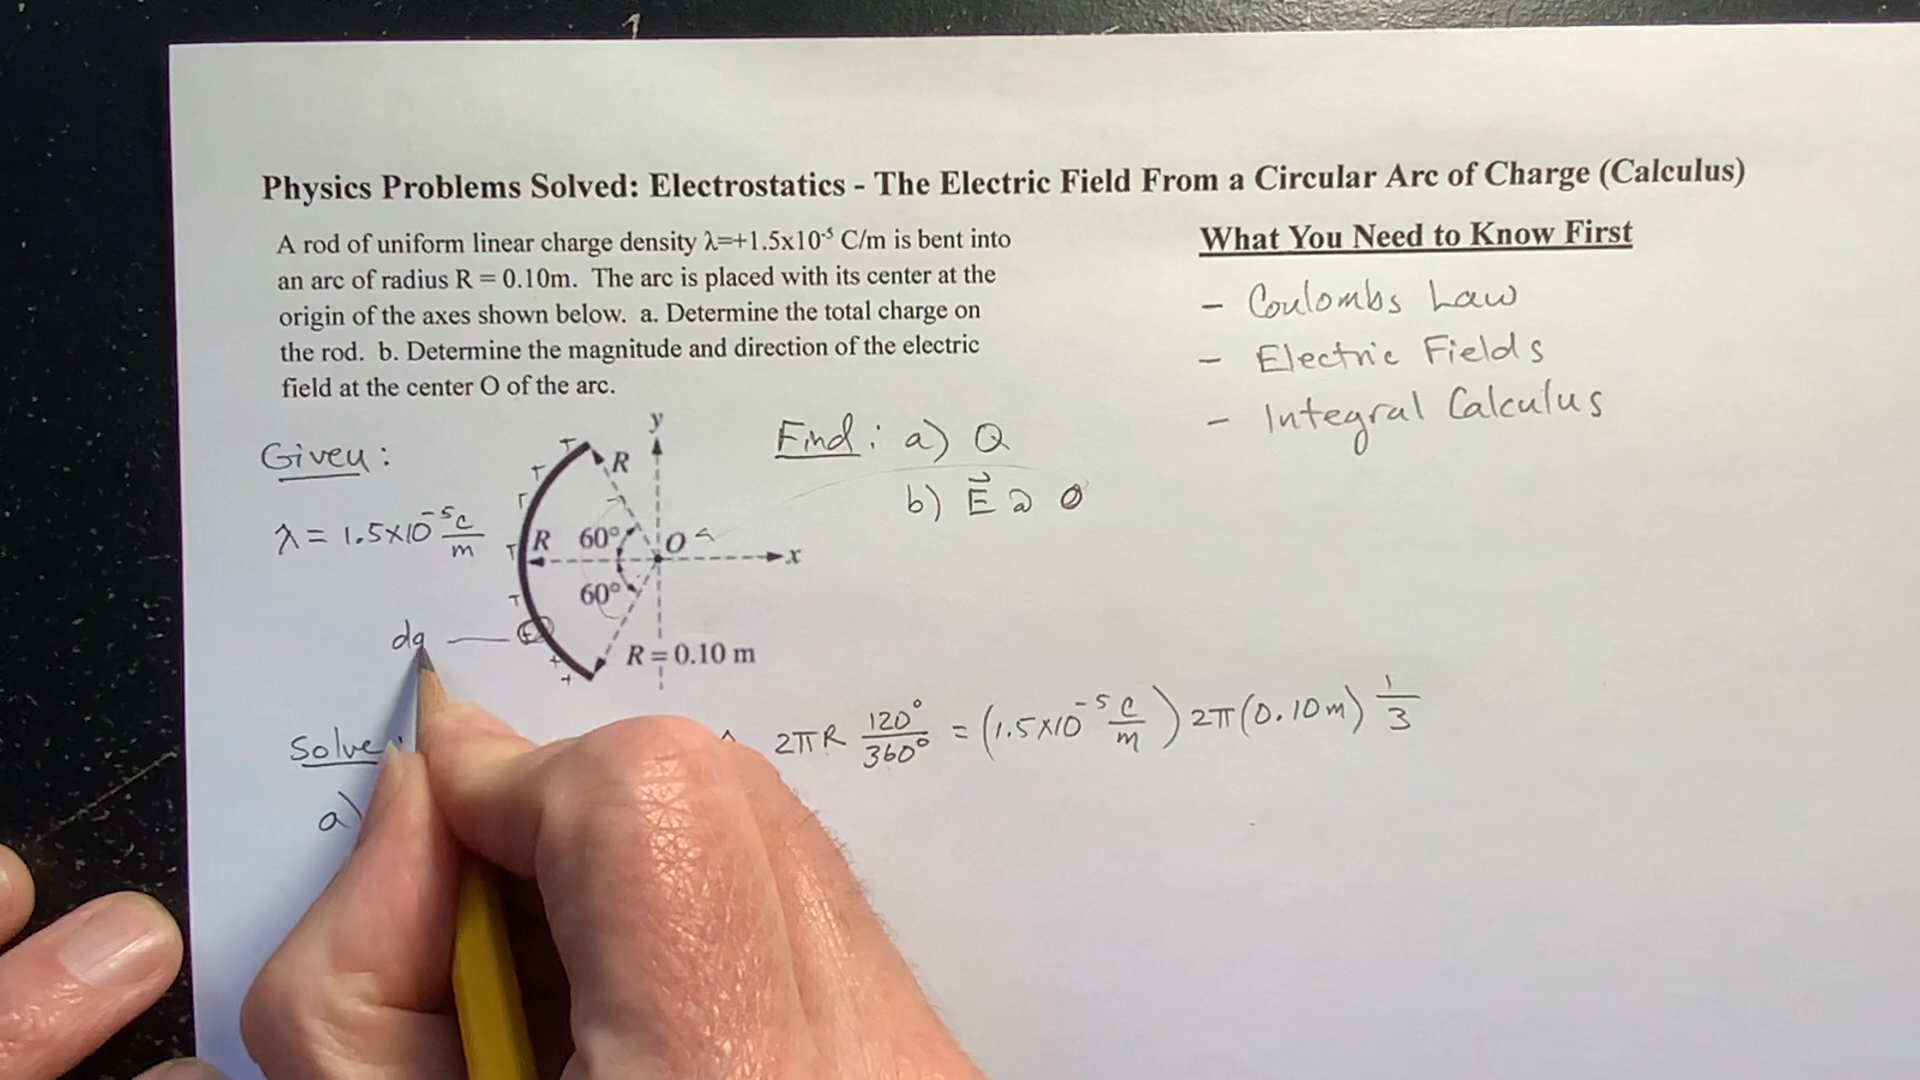 Physics Problems Solved: Electrostatics - The Electric Field From a Circular Arc of Charge (Calculus)
A rod of uniform linear charge density λ=+1.5x10⁻⁵ C/m is bent into
an arc of radius R = 0.10m. The arc is placed with its center at the
origin of the axes shown below. a. Determine the total charge on
the rod. b. Determine the magnitude and direction of the electric
field at the center O of the arc.
What You Need to Know First
- Coulombs Law
- Electric Fields
- Integral Calculus
Given:
λ = 1.5x10⁻⁵ C/m
Find: a) Q
b) E⃗ @ O
y
R
R 60° O
x
60°
dq
R = 0.10 m
Solve:
2πR 120°/360° = (1.5x10⁻⁵ C/m) 2π(0.10m) 1/3
a)